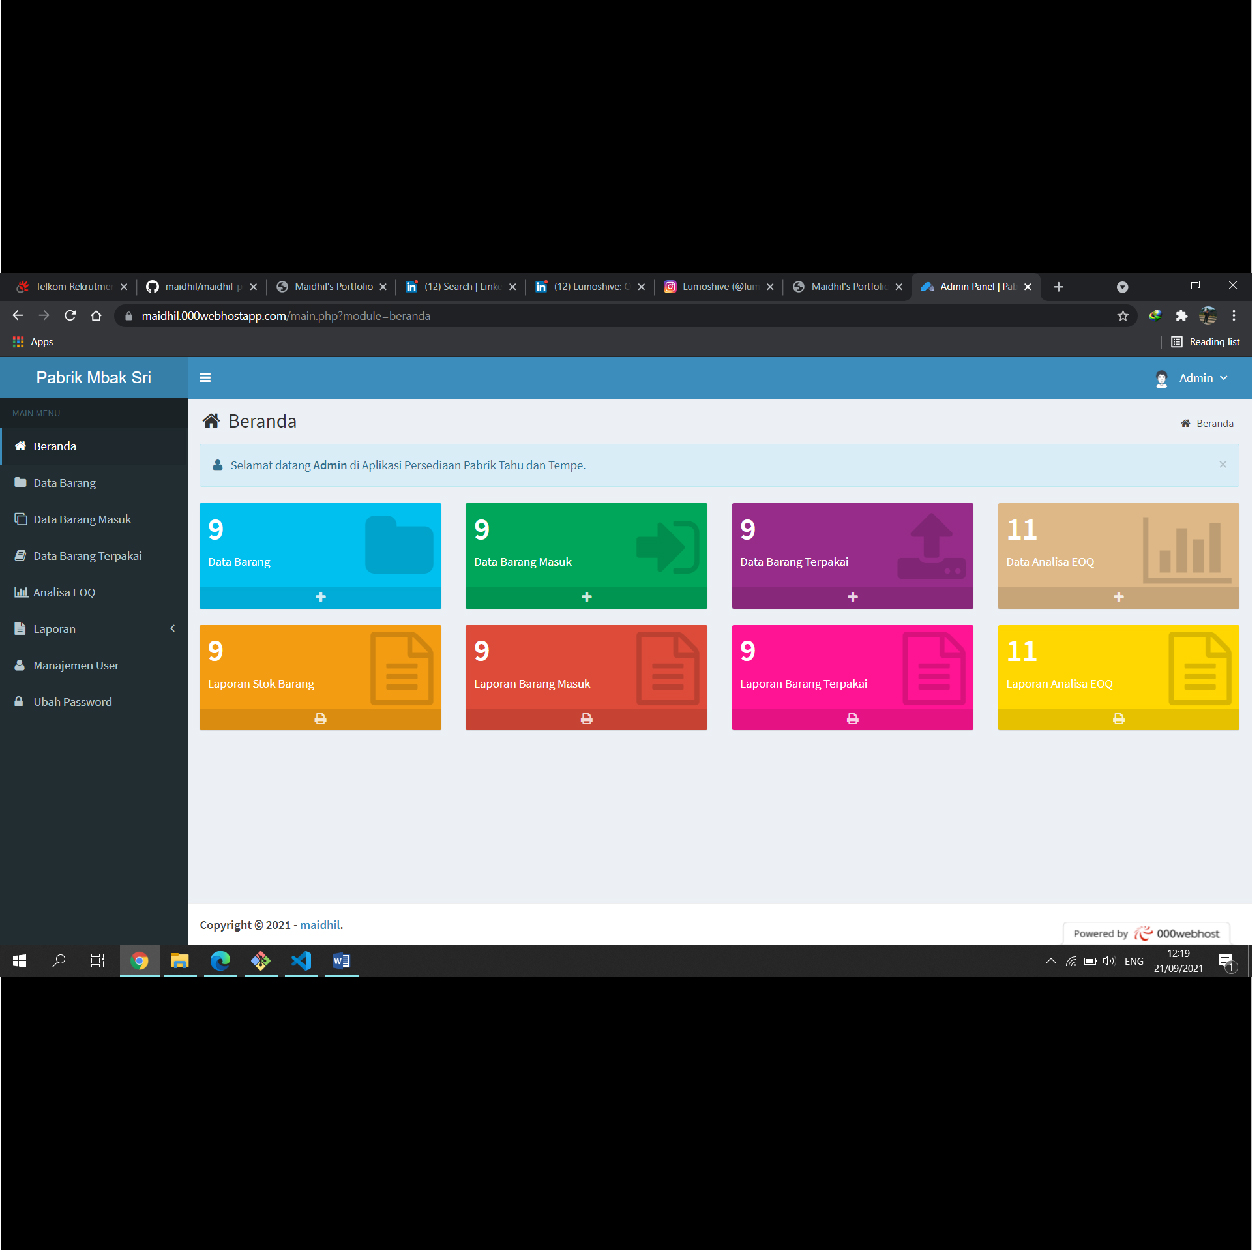 Telkom Rekrutme
maidhil/maidhil_p
Maidhil's Portfolio
(12) Search | Linke
(12) Lumoshive: O
Lumoshive (@lum
Maidhil's Portfolio
Admin Panel | Pab
maidhil.000webhostapp.com/main.php?module=beranda
Apps
Reading list
Pabrik Mbak Sri
Admin
MAIN MENU
Beranda
Data Barang
Data Barang Masuk
Data Barang Terpakai
Analisa EOQ
Laporan
Manajemen User
Ubah Password
Beranda
Beranda
Selamat datang Admin di Aplikasi Persediaan Pabrik Tahu dan Tempe.
×
9
Data Barang
9
Data Barang Masuk
9
Data Barang Terpakai
11
Data Analisa EOQ
9
Laporan Stok Barang
9
Laporan Barang Masuk
9
Laporan Barang Terpakai
11
Laporan Analisa EOQ
Copyright © 2021 - maidhil.
Powered by 000webhost
ENG
12:19
21/09/2021
1